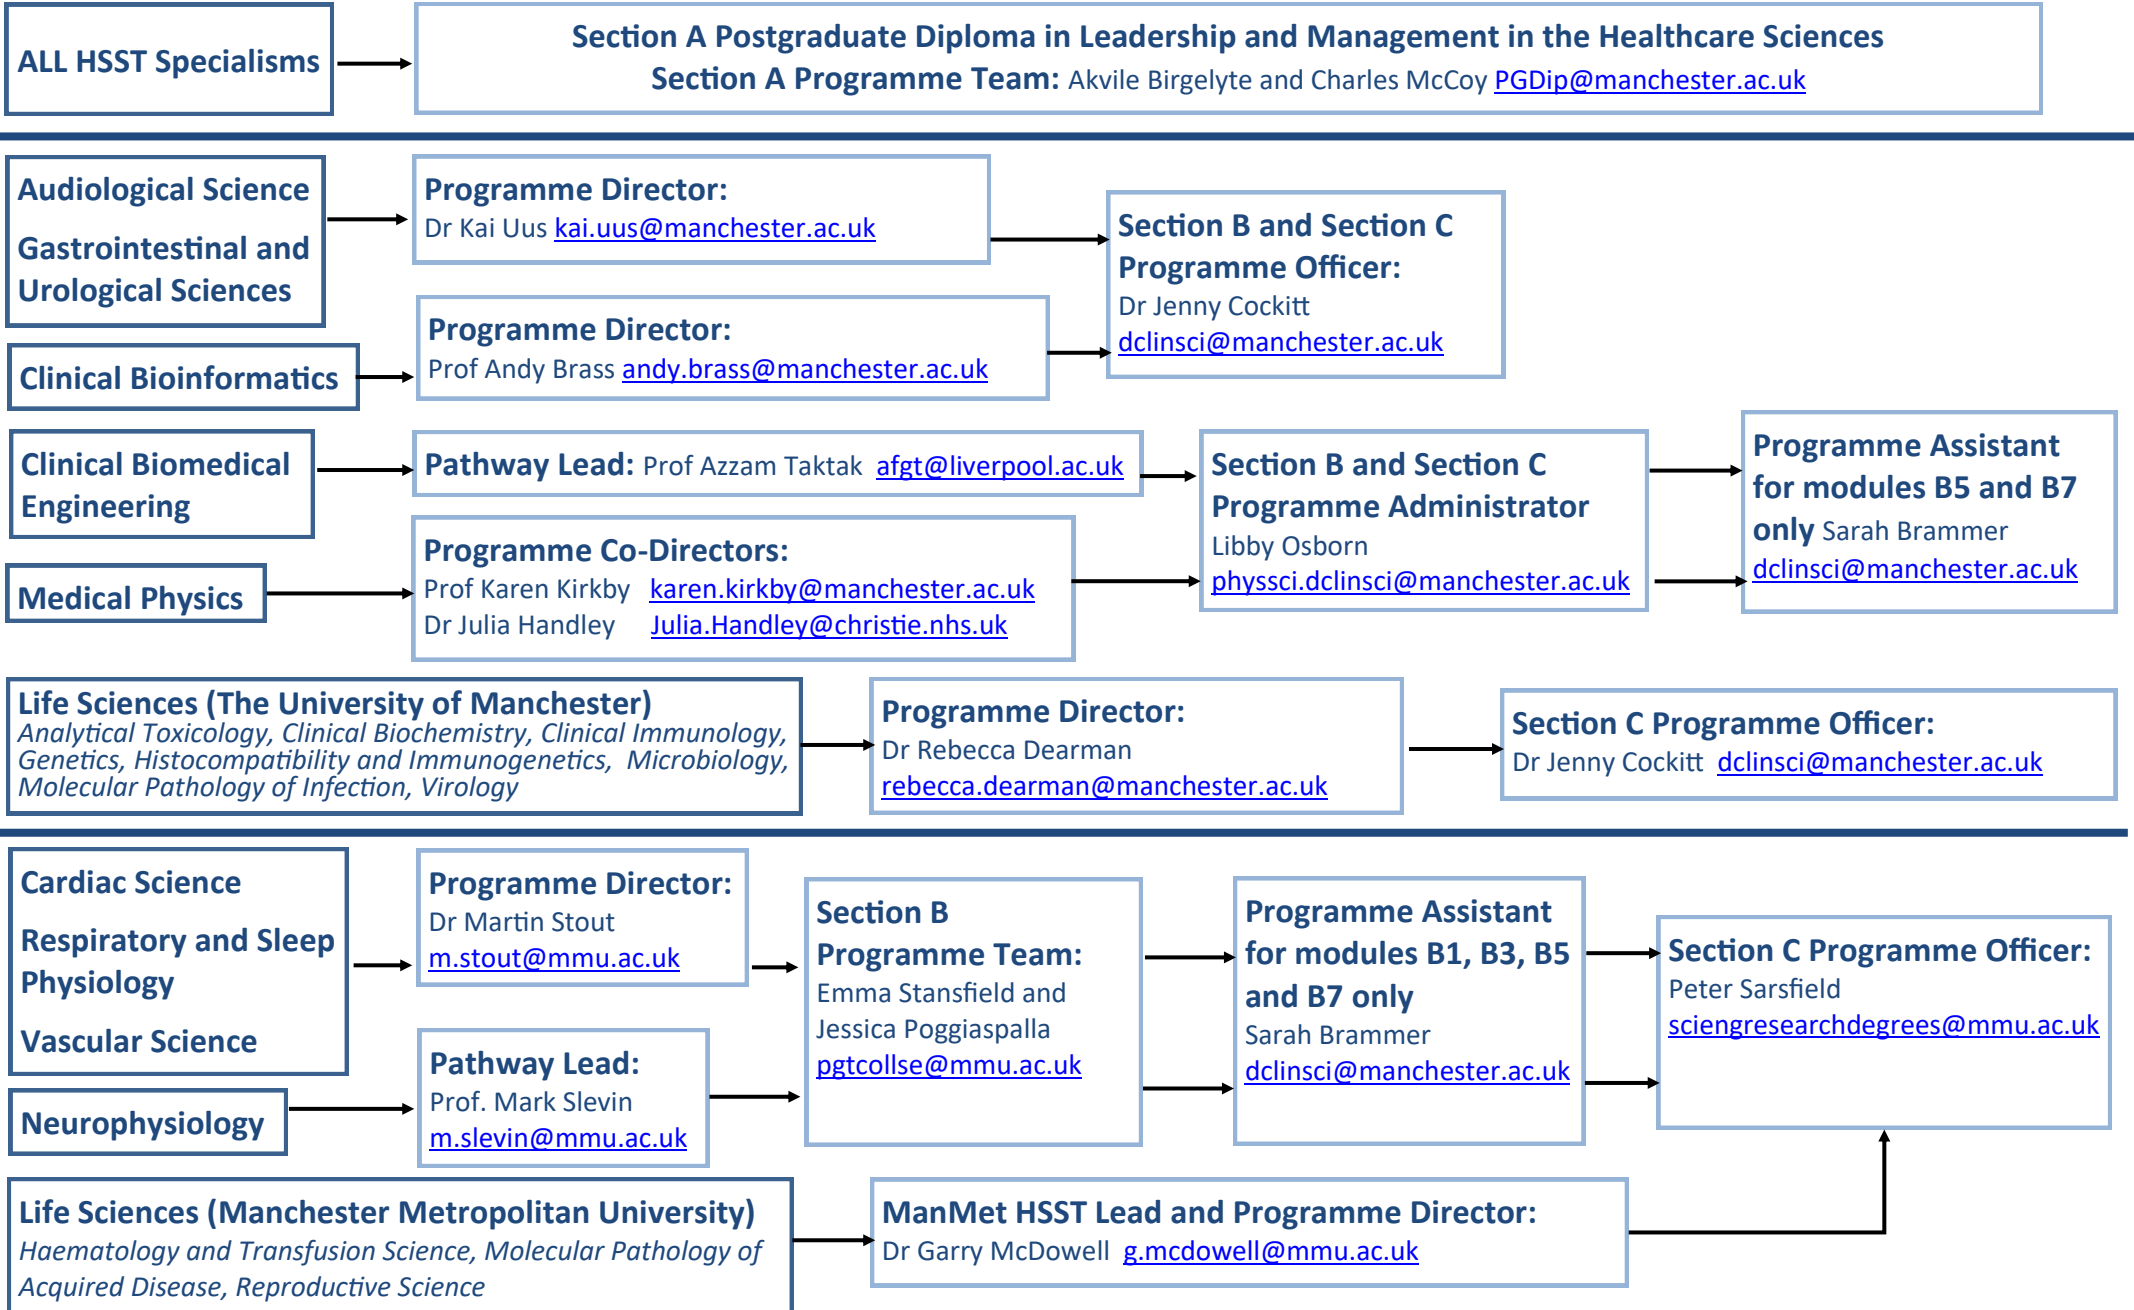 ALL HSST Specialisms
Section A Postgraduate Diploma in Leadership and Management in the Healthcare Sciences
Section A Programme Team: Akvile Birgelyte and Charles McCoy PGDip@manchester.ac.uk
Audiological Science
Gastrointestinal and
Urological Sciences
Programme Director:
Dr Kai Uus kai.uus@manchester.ac.uk
Clinical Bioinformatics
Programme Director:
Prof Andy Brass andy.brass@manchester.ac.uk
Section B and Section C
Programme Officer:
Dr Jenny Cockitt
dclinsci@manchester.ac.uk
Clinical Biomedical
Engineering
Pathway Lead: Prof Azzam Taktak afgt@liverpool.ac.uk
Medical Physics
Programme Co-Directors:
Prof Karen Kirkby karen.kirkby@manchester.ac.uk
Dr Julia Handley Julia.Handley@christie.nhs.uk
Section B and Section C
Programme Administrator
Libby Osborn
physsci.dclinsci@manchester.ac.uk
Programme Assistant
for modules B5 and B7
only Sarah Brammer
dclinsci@manchester.ac.uk
Life Sciences (The University of Manchester)
Analytical Toxicology, Clinical Biochemistry, Clinical Immunology,
Genetics, Histocompatibility and Immunogenetics, Microbiology,
Molecular Pathology of Infection, Virology
Programme Director:
Dr Rebecca Dearman
rebecca.dearman@manchester.ac.uk
Section C Programme Officer:
Dr Jenny Cockitt dclinsci@manchester.ac.uk
Cardiac Science
Respiratory and Sleep
Physiology
Vascular Science
Programme Director:
Dr Martin Stout
m.stout@mmu.ac.uk
Neurophysiology
Pathway Lead:
Prof. Mark Slevin
m.slevin@mmu.ac.uk
Section B
Programme Team:
Emma Stansfield and
Jessica Poggiaspalla
pgtcollse@mmu.ac.uk
Programme Assistant
for modules B1, B3, B5
and B7 only
Sarah Brammer
dclinsci@manchester.ac.uk
Section C Programme Officer:
Peter Sarsfield
sciengresearchdegrees@mmu.ac.uk
Life Sciences (Manchester Metropolitan University)
Haematology and Transfusion Science, Molecular Pathology of
Acquired Disease, Reproductive Science
ManMet HSST Lead and Programme Director:
Dr Garry McDowell g.mcdowell@mmu.ac.uk